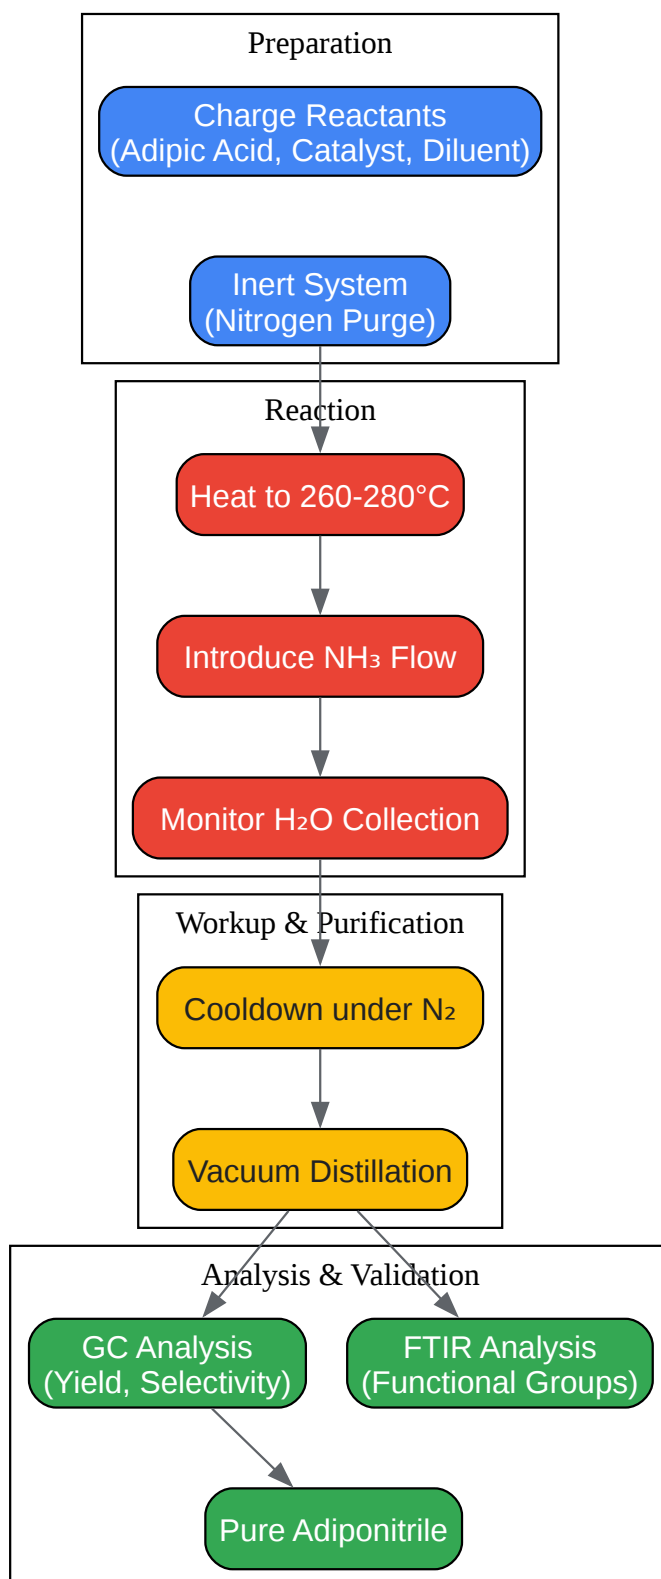 Preparation
Charge Reactants
(Adipic Acid, Catalyst, Diluent)
Inert System
(Nitrogen Purge)
Reaction
Heat to 260-280°C
Introduce NH₃ Flow
Monitor H₂O Collection
Workup & Purification
Cooldown under N₂
Vacuum Distillation
Analysis & Validation
GC Analysis
(Yield, Selectivity)
FTIR Analysis
(Functional Groups)
Pure Adiponitrile